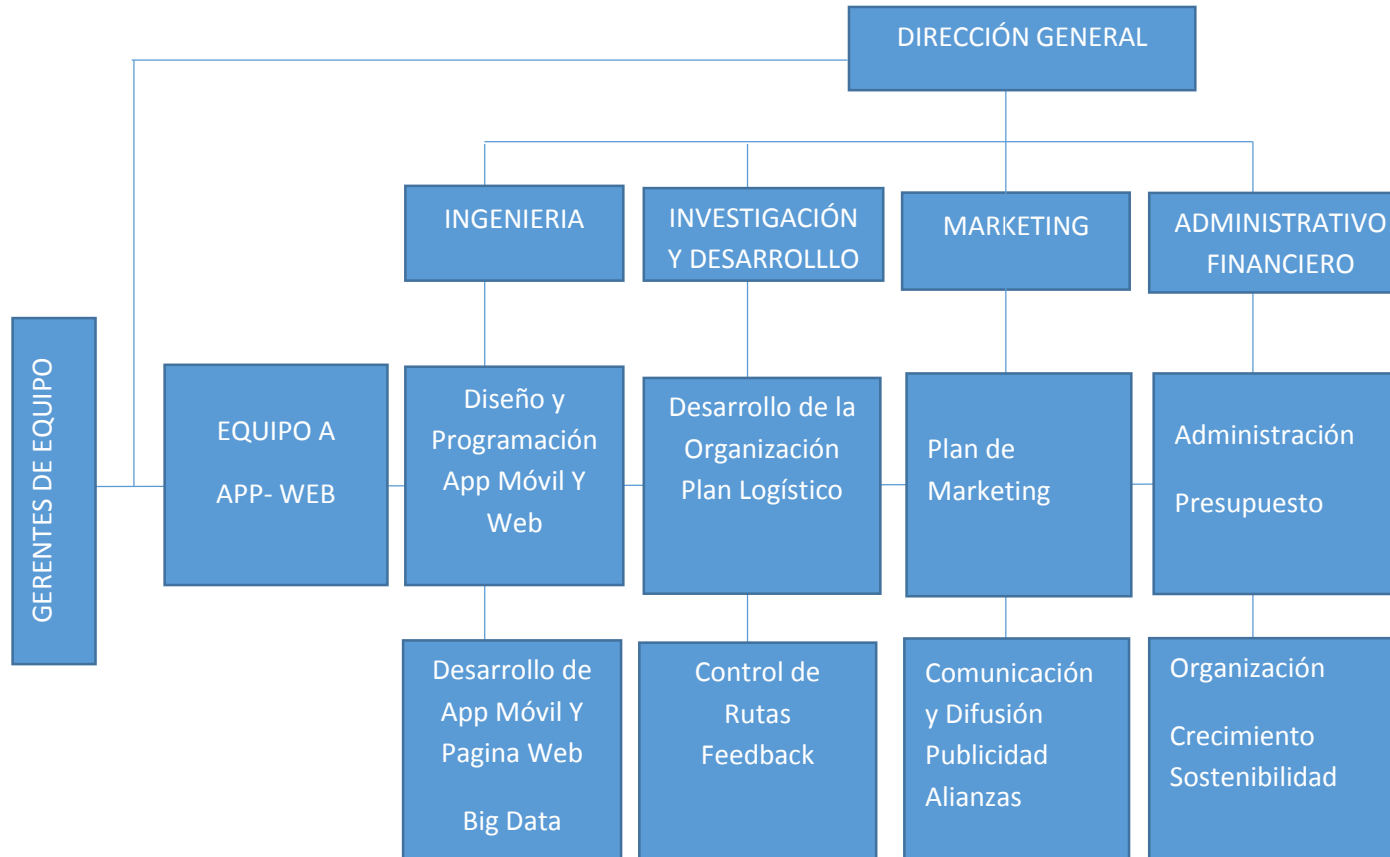 DIRECCIÓN GENERAL
INGENIERIA
INVESTIGACIÓN
Y DESARROLLLO
MARKETING
ADMINISTRATIVO
FINANCIERO
GERENTES DE EQUIPO
EQUIPO A
APP- WEB
Diseño y
Programación
App Móvil Y
Web
Desarrollo de la
Organización
Plan Logístico
Plan de
Marketing
Administración
Presupuesto
Desarrollo de
App Móvil Y
Pagina Web
Big Data
Control de
Rutas
Feedback
Comunicación
y Difusión
Publicidad
Alianzas
Organización
Crecimiento
Sostenibilidad